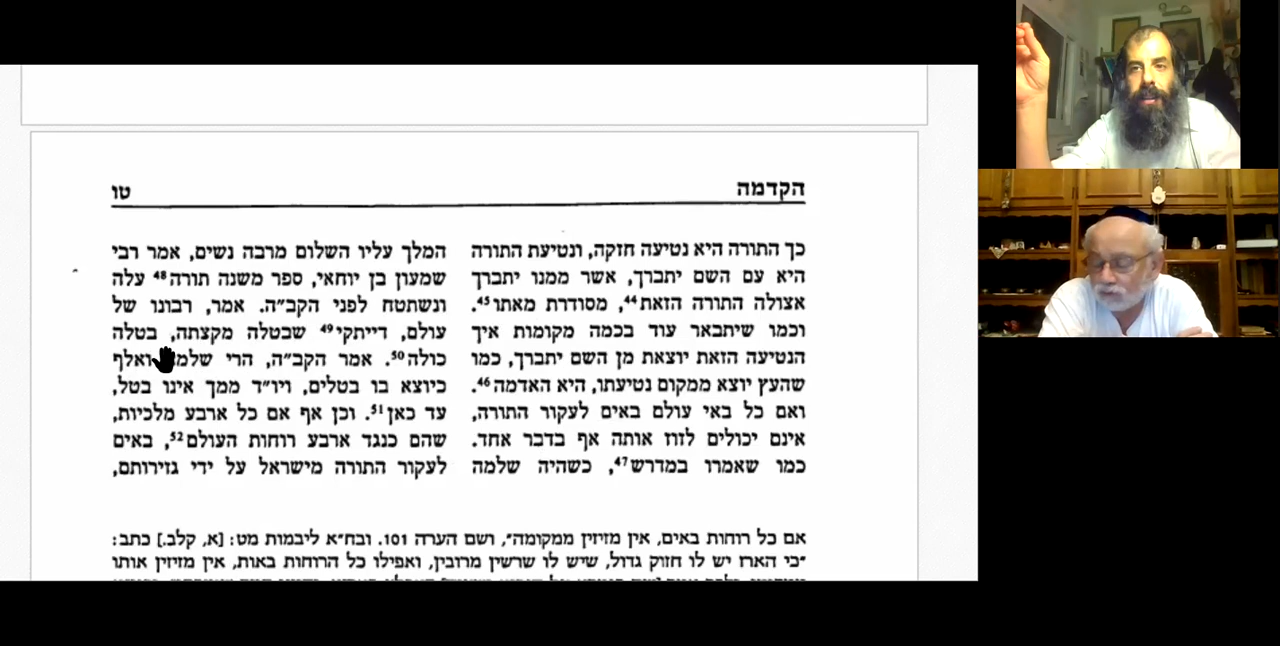 הקדמה
טו
כך התורה היא נטיעה חזקה, ונטיעת התורה
היא עם השם יתברך, אשר ממנו יתברך
אצולה התורה הזאת44, מסודרת מאתו45.
וכמו שיתבאר עוד בכמה מקומות איך
הנטיעה הזאת יוצאת מן השם יתברך, כמו
שהעץ יוצא ממקום נטיעתו, היא האדמה46.
ואם כל באי עולם באים לעקור התורה,
אינם יכולים לזוז אותה אף בדבר אחד.
כמו שאמרו במדרש47, כשהיה שלמה
המלך עליו השלום מרבה נשים, אמר רבי
שמעון בן יוחאי, ספר משנה תורה48 עלה
ונשתטח לפני הקב״ה. אמר, רבונו של
עולם, דייתקי49 שבטלה מקצתה, בטלה
כולה50. אמר הקב״ה, הרי ואלף
כיוצא בו בטלים, ויו״ד ממך אינו בטל,
עד כאן51. וכן אף אם כל ארבע מלכיות,
שהם כנגד ארבע רוחות העולם52, באים
לעקור התורה מישראל על ידי גזירותם,
אם כל רוחות באים, אין מזיזין ממקומה״, ושם הערה 101. ובח״א ליבמות מט: [א, קלב.] כתב:
״כי הארז יש לו חזוק גדול, שיש לו שרשין מרובין, ואפילו כל הרוחות באות, אין מזיזין אותו